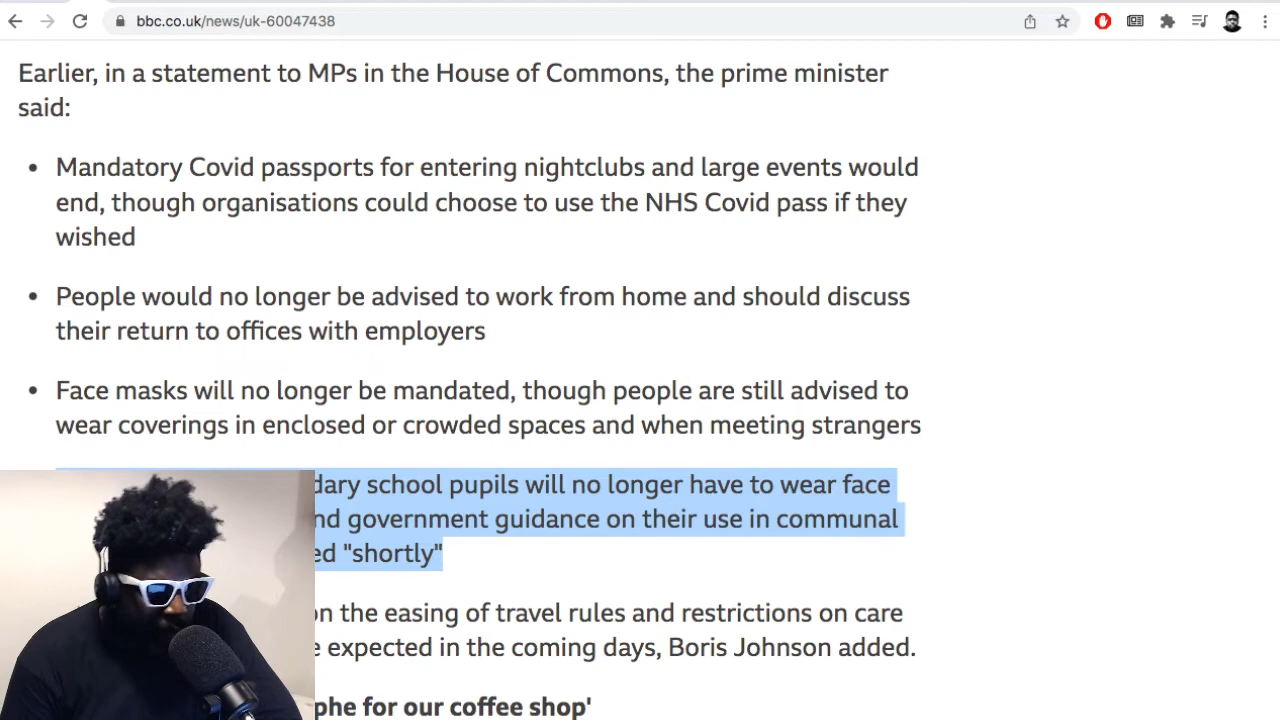 bbc.co.uk/news/uk-60047438
Earlier, in a statement to MPs in the House of Commons, the prime minister
said:
• Mandatory Covid passports for entering nightclubs and large events would
end, though organisations could choose to use the NHS Covid pass if they
wished
• People would no longer be advised to work from home and should discuss
their return to offices with employers
• Face masks will no longer be mandated, though people are still advised to
wear coverings in enclosed or crowded spaces and when meeting strangers
school pupils will no longer have to wear face
government guidance on their use in communal
"shortly"
on the easing of travel rules and restrictions on care
expected in the coming days, Boris Johnson added.
for our coffee shop'